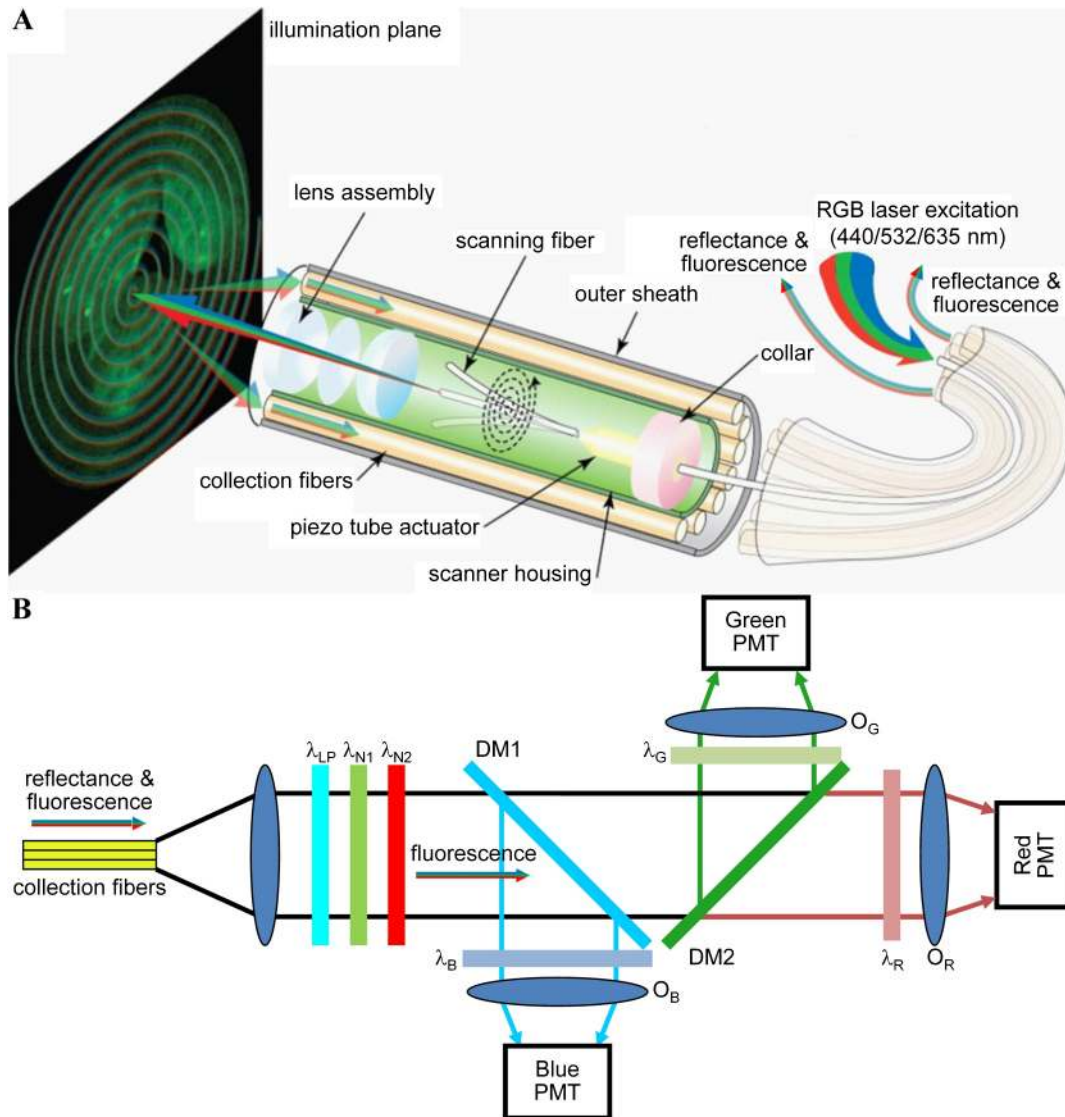 A
illumination plane
lens assembly
scanning fiber
reflectance &
fluorescence
RGB laser excitation
(440/532/635 nm)
reflectance &
fluorescence
outer sheath
collar
collection fibers
piezo tube actuator
scanner housing
B
Green
PMT
O_G
λ_LP λ_N1 λ_N2
DM1
λ_G
reflectance &
fluorescence
fluorescence
collection fibers
Red
PMT
λ_B
DM2
λ_R
O_R
O_B
Blue
PMT